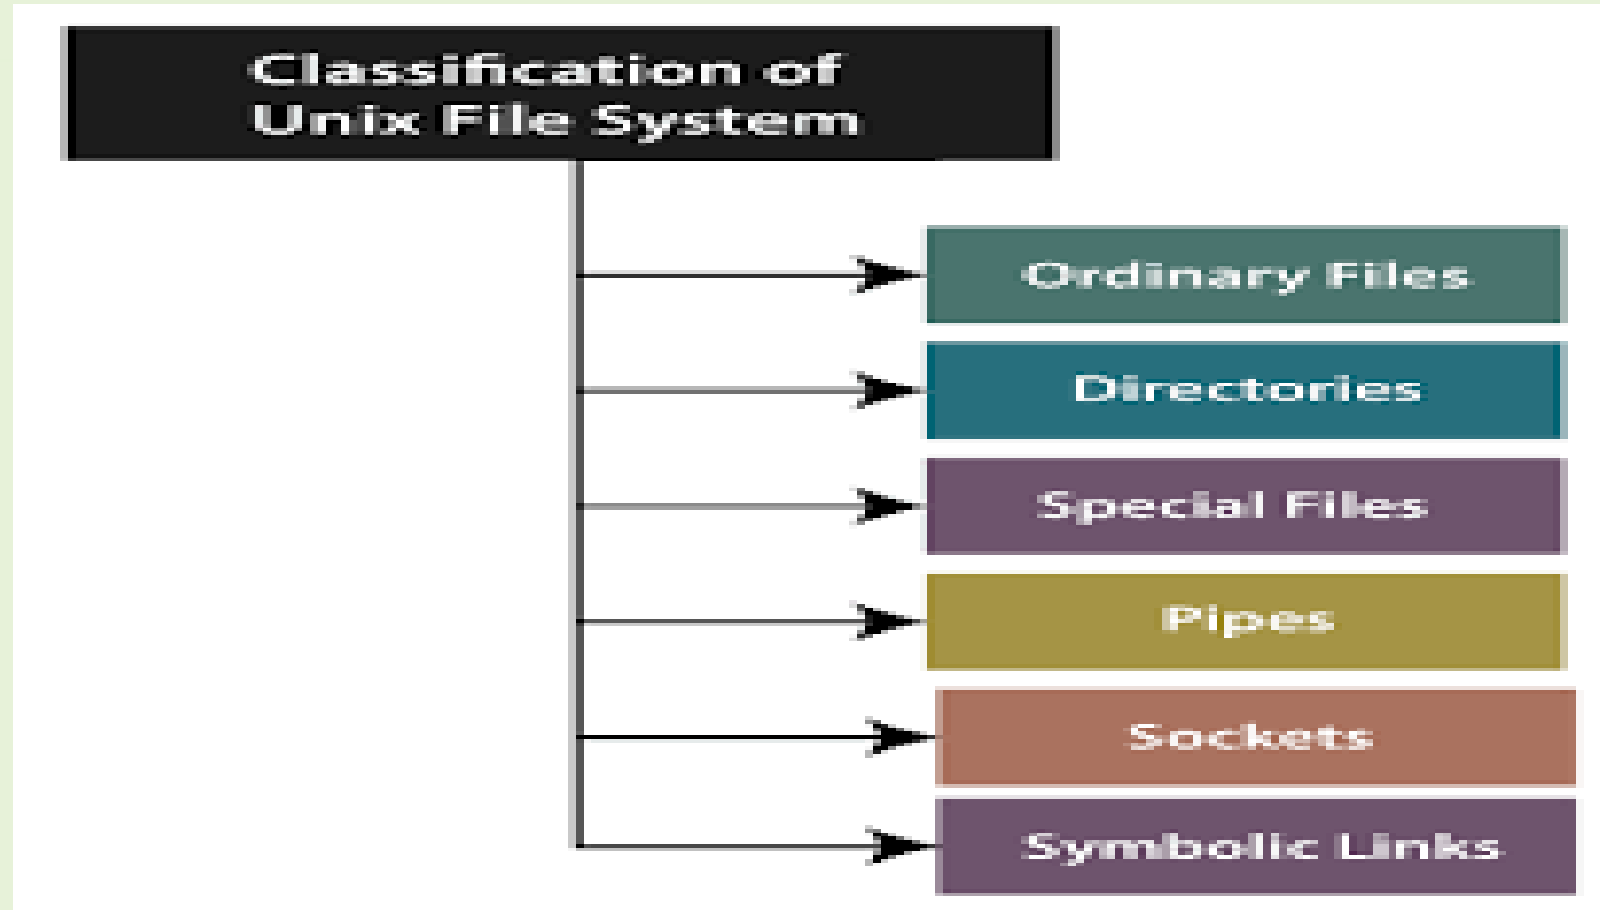 Classification of
Unix File System
Ordinary Files
Directories
Special Files
Pipes
Sockets
Symbolic Links